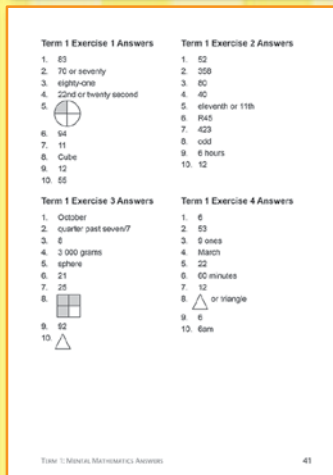 Term 1 Exercise 1 Answers
1. 83
2. 70 or seventy
3. eighty-one
4. 22nd or twenty second
5.
6. 94
7. 11
8. Cube
9. 12
10. 55
Term 1 Exercise 2 Answers
1. 52
2. 358
3. 80
4. 40
5. eleventh or 11th
6. R45
7. 423
8. odd
9. 6 hours
10. 12
Term 1 Exercise 3 Answers
1. October
2. quarter past seven/7
3. 8
4. 3 000 grams
5. sphere
6. 21
7. 25
8.
9. 92
10.
Term 1 Exercise 4 Answers
1. 6
2. 53
3. 9 ones
4. March
5. 22
6. 60 minutes
7. 12
8. or triangle
9. 6
10. 6am
Term 1: Mental Mathematics Answers
41